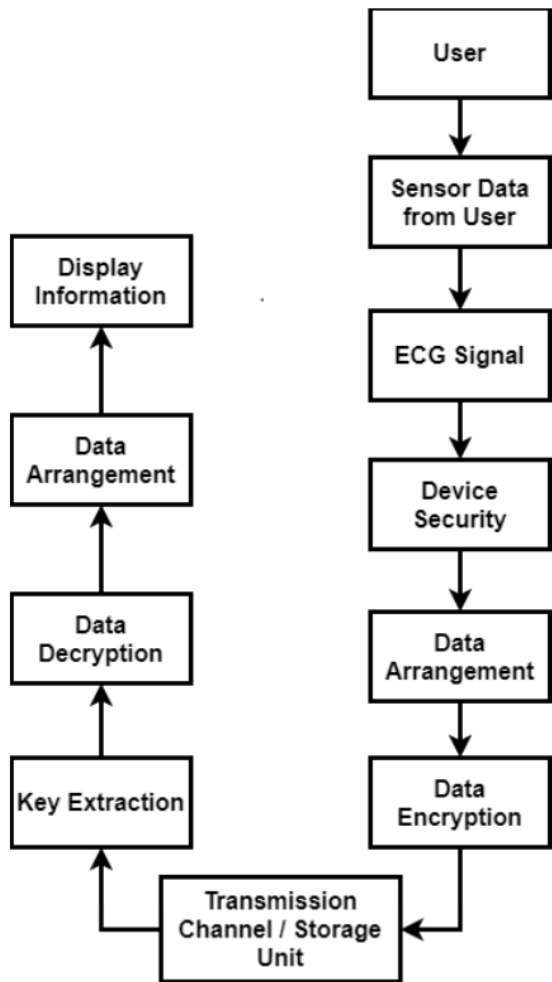 User
Sensor Data
from User
ECG Signal
Device
Security
Data
Arrangement
Data
Encryption
Transmission
Channel / Storage
Unit
Key Extraction
Data
Decryption
Data
Arrangement
Display
Information